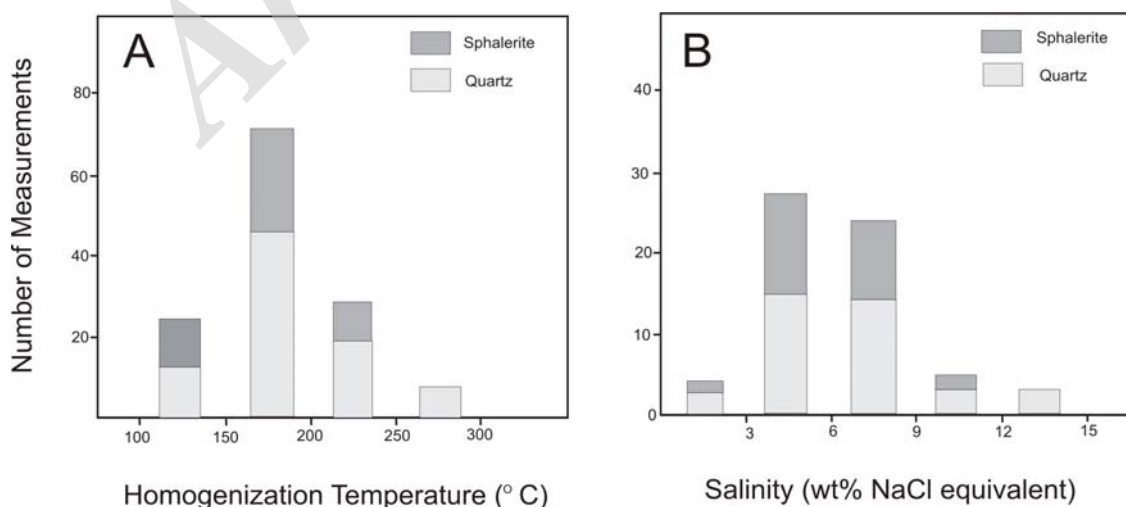 A
Sphalerite
Quartz
80
60
40
20
100 150 200 250 300
Homogenization Temperature (° C)
Number of Measurements
B
Sphalerite
Quartz
40
30
20
10
0
3 6 9 12 15
Salinity (wt% NaCl equivalent)